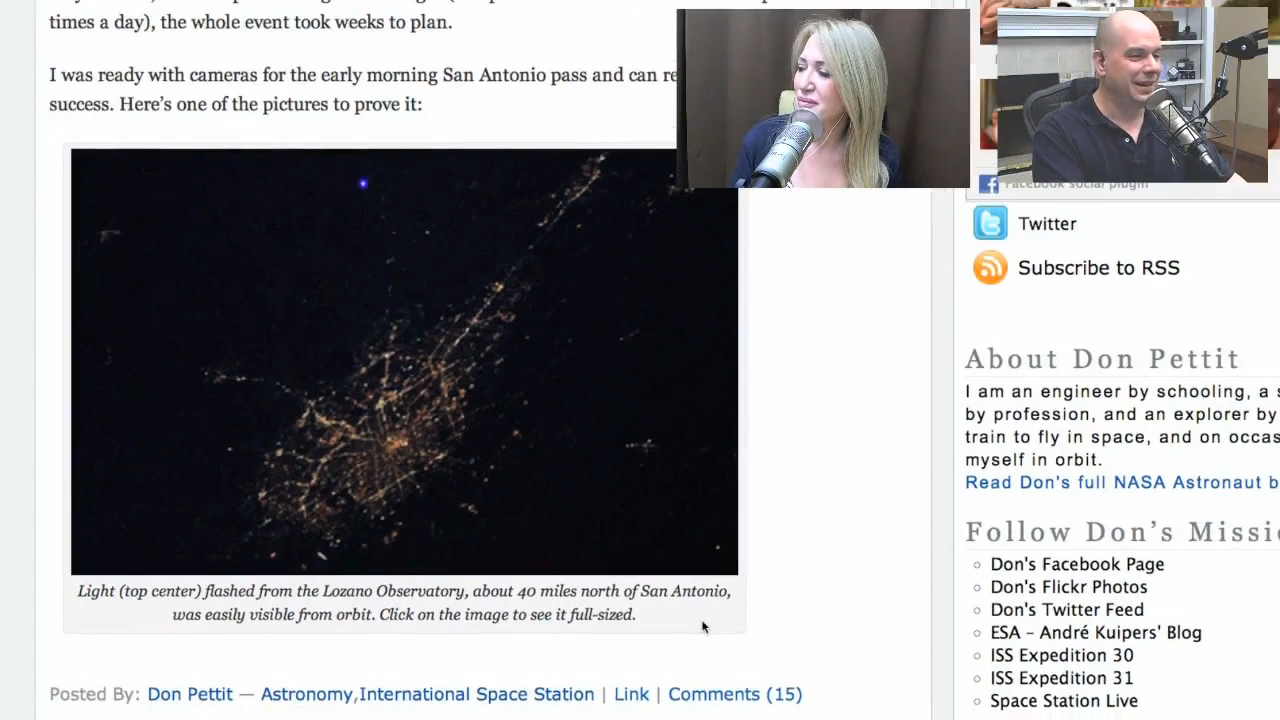 times a day), the whole event took weeks to plan.
I was ready with cameras for the early morning San Antonio pass and can
success. Here's one of the pictures to prove it:
Light (top center) flashed from the Lozano Observatory, about 40 miles north of San Antonio,
was easily visible from orbit. Click on the image to see it full-sized.
Posted By: Don Pettit — Astronomy,International Space Station | Link | Comments (15)
Facebook social plugin
Twitter
Subscribe to RSS
About Don Pettit
I am an engineer by schooling, a
by profession, and an explorer by
train to fly in space, and on
myself in orbit.
Read Don's full NASA Astronaut
Follow Don's
Don's Facebook Page
Don's Flickr Photos
Don's Twitter Feed
ESA – André Kuipers' Blog
ISS Expedition 30
ISS Expedition 31
Space Station Live